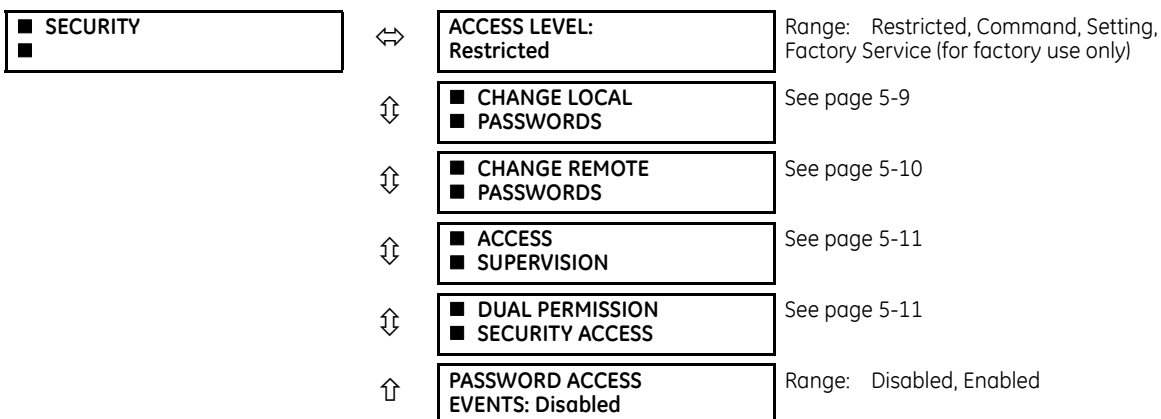 ■ SECURITY
■
ACCESS LEVEL:
Restricted
Range: Restricted, Command, Setting,
Factory Service (for factory use only)
■ CHANGE LOCAL
■ PASSWORDS
See page 5-9
■ CHANGE REMOTE
■ PASSWORDS
See page 5-10
■ ACCESS
■ SUPERVISION
See page 5-11
■ DUAL PERMISSION
■ SECURITY ACCESS
See page 5-11
PASSWORD ACCESS
EVENTS: Disabled
Range: Disabled, Enabled